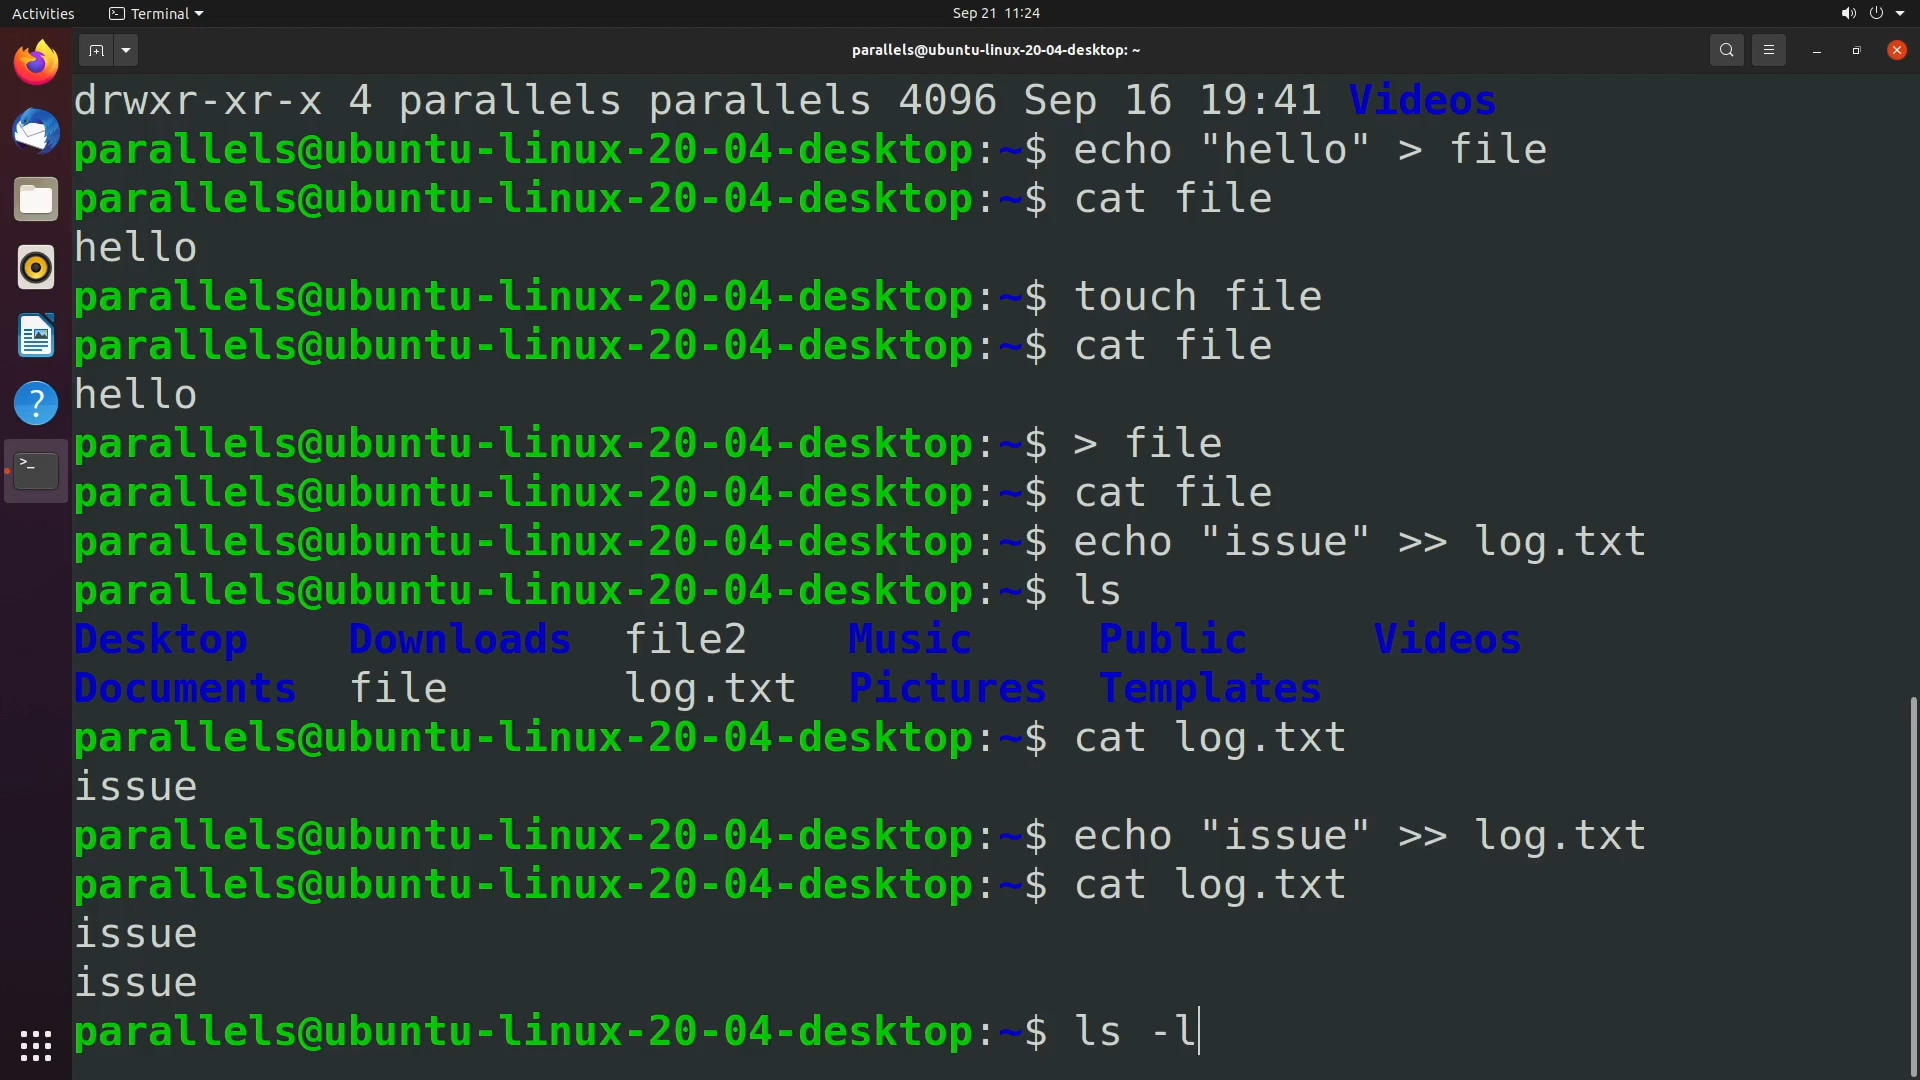 Activities Terminal Sep 21 11:24
parallels@ubuntu-linux-20-04-desktop: ~
drwxr-xr-x 4 parallels parallels 4096 Sep 16 19:41 Videos
parallels@ubuntu-linux-20-04-desktop:~$ echo "hello" > file
parallels@ubuntu-linux-20-04-desktop:~$ cat file
hello
parallels@ubuntu-linux-20-04-desktop:~$ touch file
parallels@ubuntu-linux-20-04-desktop:~$ cat file
hello
parallels@ubuntu-linux-20-04-desktop:~$ > file
parallels@ubuntu-linux-20-04-desktop:~$ cat file
parallels@ubuntu-linux-20-04-desktop:~$ echo "issue" >> log.txt
parallels@ubuntu-linux-20-04-desktop:~$ ls
Desktop Downloads file2 Music Public Videos
Documents file log.txt Pictures Templates
parallels@ubuntu-linux-20-04-desktop:~$ cat log.txt
issue
parallels@ubuntu-linux-20-04-desktop:~$ echo "issue" >> log.txt
parallels@ubuntu-linux-20-04-desktop:~$ cat log.txt
issue
issue
parallels@ubuntu-linux-20-04-desktop:~$ ls -l